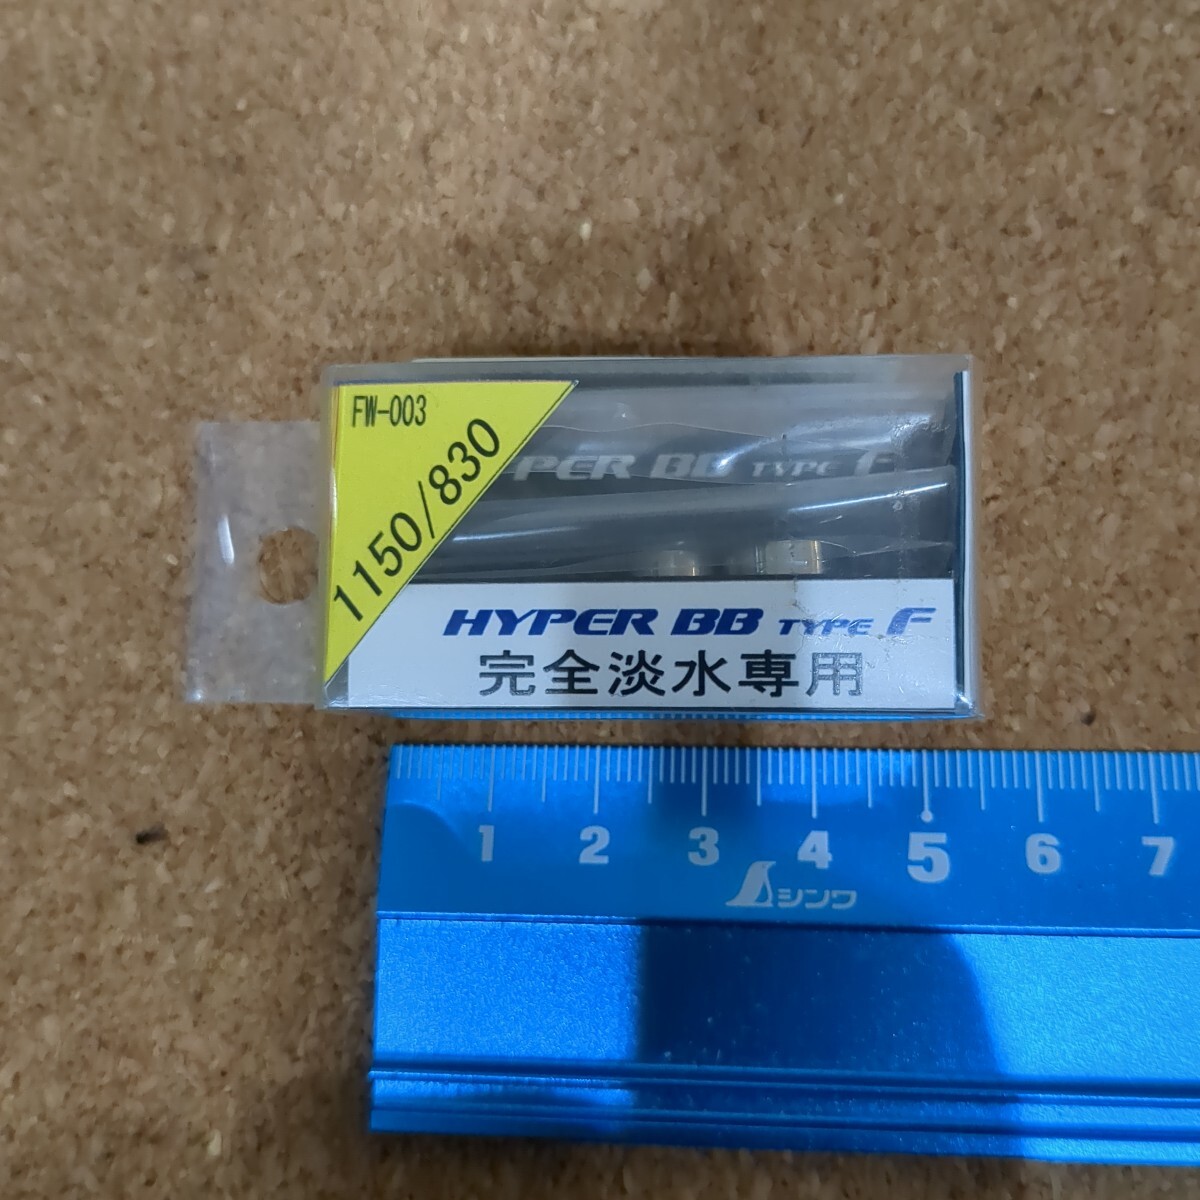 FW-003
1150/830
PER BB TYPE F
HYPER BB TYPE F
完全淡水専用
1 2 3 4 5 6 7
シンワ